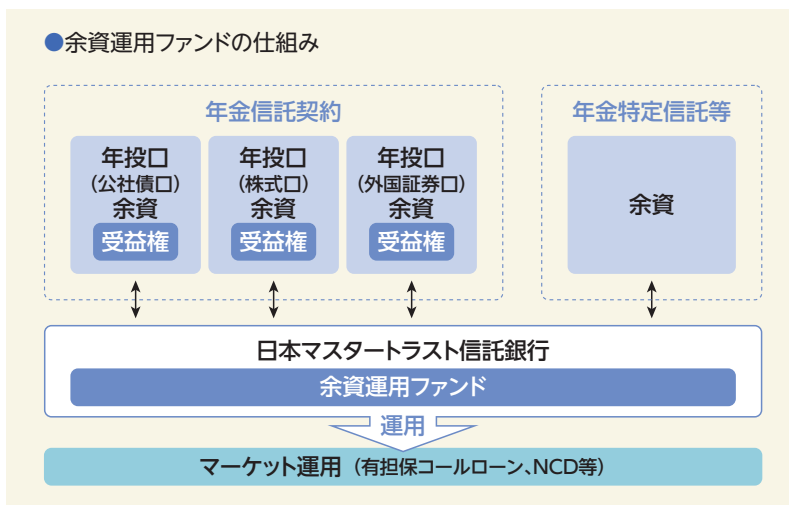 ●余資運用ファンドの仕組み
年金信託契約
年投口
(公社債口)
余資
受益権
年投口
(株式口)
余資
受益権
年投口
(外国証券口)
余資
受益権
年金特定信託等
余資
日本マスタートラスト信託銀行
余資運用ファンド
運用
マーケット運用(有担保コールローン、NCD等)